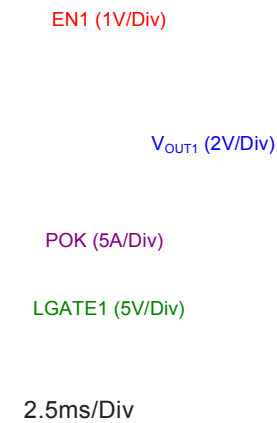 EN1 (1V/Div)
VOUT1 (2V/Div)
POK (5A/Div)
LGATE1 (5V/Div)
2.5ms/Div